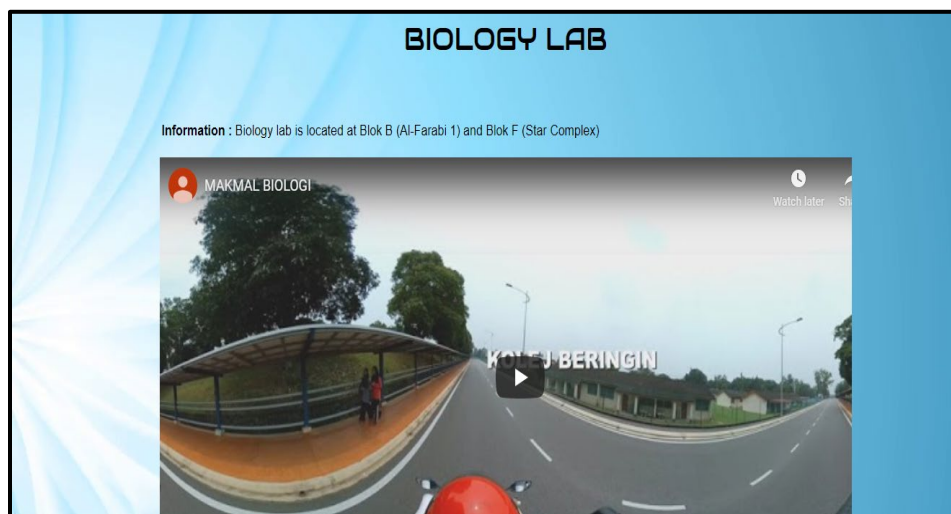 BIOLOGY LAB
Information : Biology lab is located at Blok B (Al-Farabi 1) and Blok F (Star Complex)
MAKMAL BIOLOGI
Watch later
KOLEJ BERINGIN